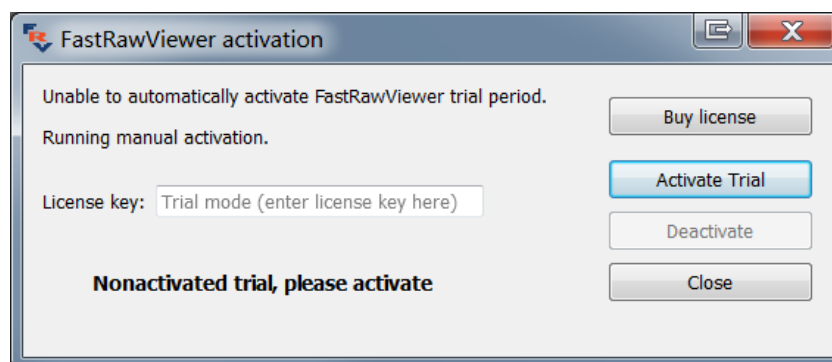 FastRawViewer activation
Unable to automatically activate FastRawViewer trial period.
Buy license
Running manual activation.
Activate Trial
License key: Trial mode (enter license key here)
Deactivate
Nonactivated trial, please activate
Close